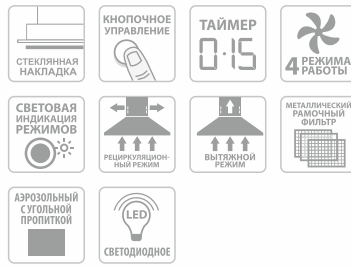 СТЕКЛЯННАЯ
НАКЛАДКА
КНОПОЧНОЕ
УПРАВЛЕНИЕ
ТАЙМЕР
0·15
4 РЕЖИМА
РАБОТЫ
СВЕТОВАЯ
ИНДИКАЦИЯ
РЕЖИМОВ
РЕЦИРКУЛЯЦИОН-
НЫЙ РЕЖИМ
ВЫТЯЖНОЙ
РЕЖИМ
МЕТАЛЛИЧЕСКИЙ
РАМОЧНЫЙ
ФИЛЬТР
АЭРОЗОЛЬНЫЙ
С УГОЛЬНОЙ
ПРОПИТКОЙ
LED
СВЕТОДИОДНОЕ